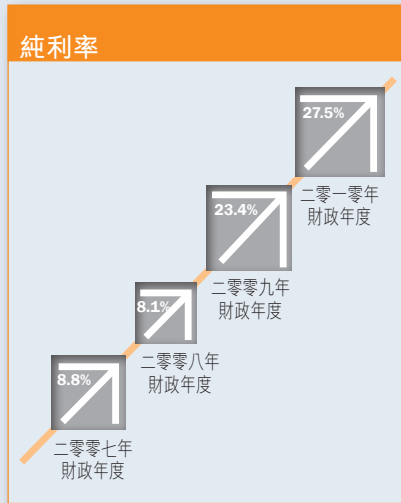 純利率
27.5%
二零一零年
財政年度
23.4%
二零零九年
財政年度
8.1%
二零零八年
財政年度
8.8%
二零零七年
財政年度